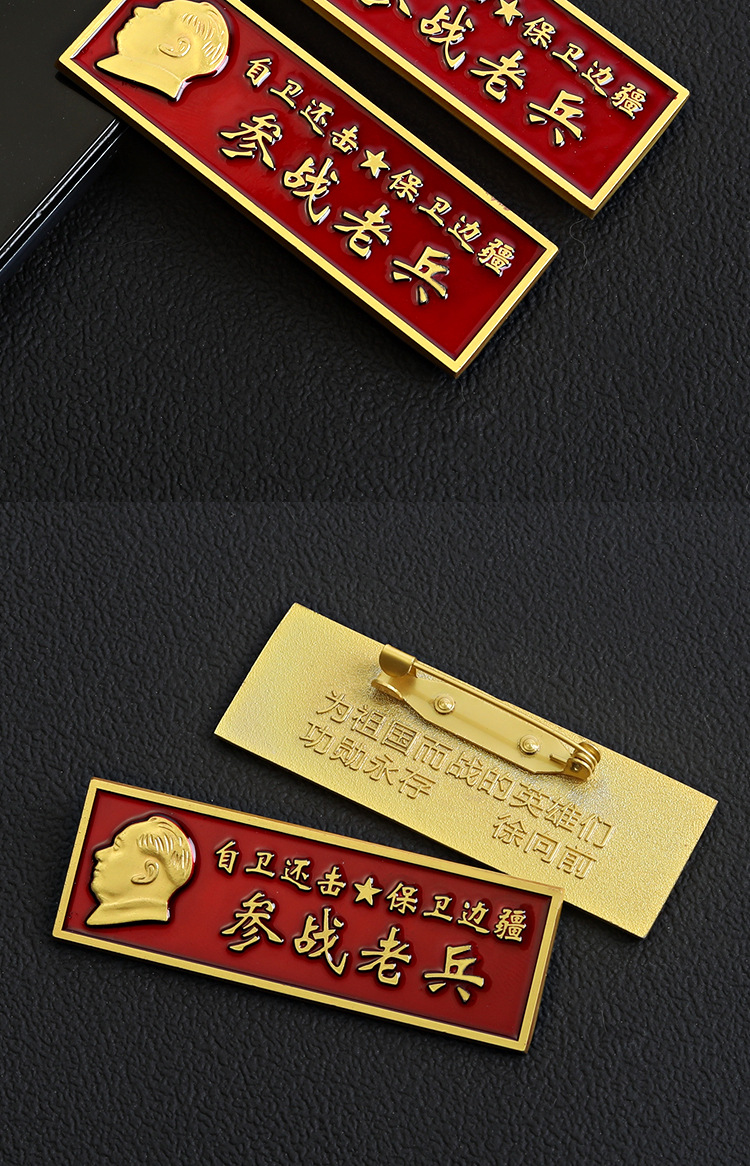 保卫边疆
参战老兵
自卫还击★保卫边疆
参战老兵
为祖国而战的英雄们
功勋永存 徐向前
自卫还击★保卫边疆
参战老兵